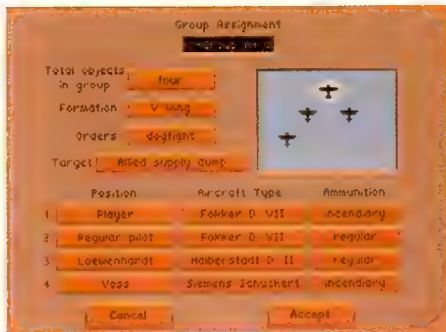 Group Assignment
Total objects in group four
Formation V wing
Orders dogfight
Target Allied supply dump
Position Aircraft Type Ammunition
1 Player Fokker D VII incendiary
2 Regular pilot Fokker D VII regular
3 Loewenhardt Halberstadt D II regular
4 Voss Siemens Schuckert incendiary
Cancel Accept